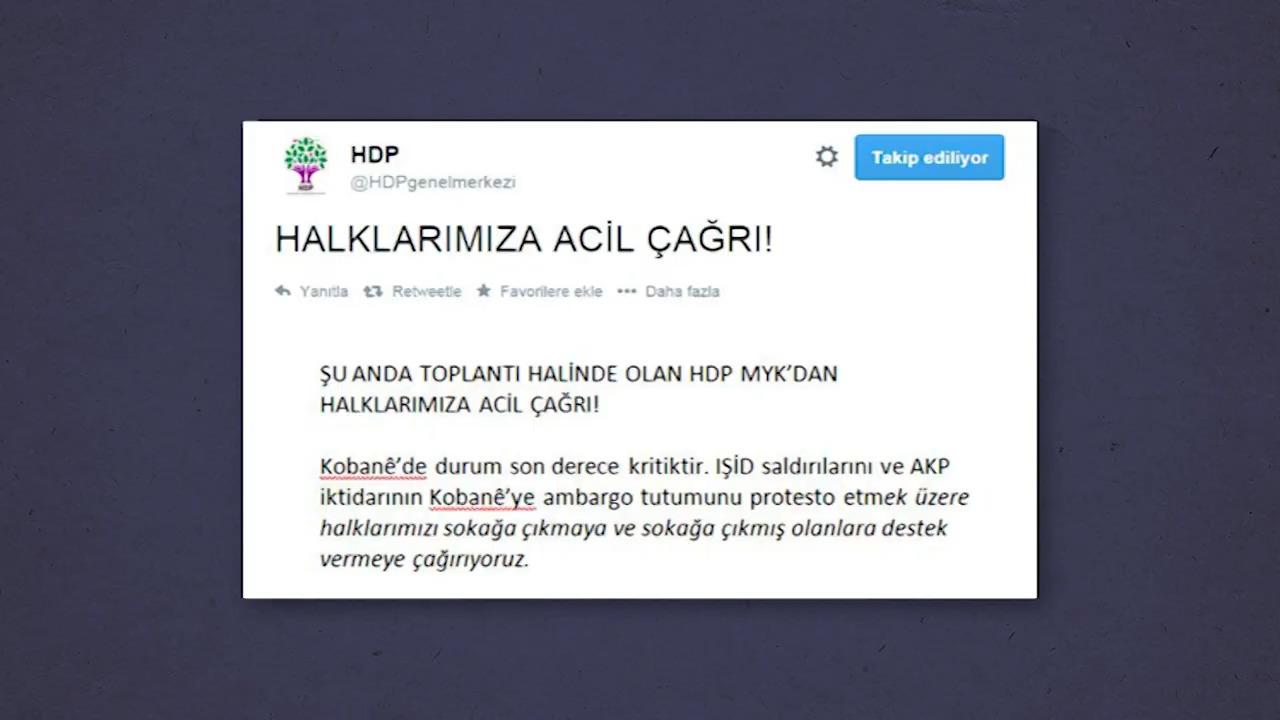 HDP
@HDPgenelmerkezi
Takip ediliyor
HALKLARIMIZA ACİL ÇAĞRI!
Yanıtla Retweetle Favorilere ekle Daha fazla
ŞU ANDA TOPLANTI HALİNDE OLAN HDP MYK'DAN
HALKLARIMIZA ACİL ÇAĞRI!
Kobanê'de durum son derece kritiktir. IŞİD saldırılarını ve AKP
iktidarının Kobanê'ye ambargo tutumunu protesto etmek üzere
halklarımızı sokağa çıkmaya ve sokağa çıkmış olanlara destek
vermeye çağırıyoruz.